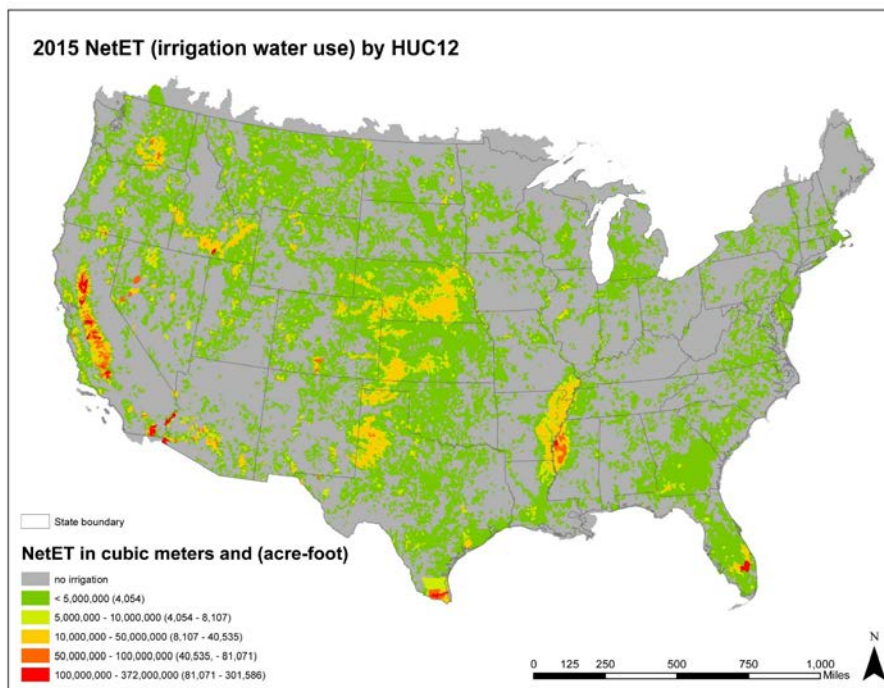 2015 NetET (irrigation water use) by HUC12
State boundary
NetET in cubic meters and (acre-foot)
no irrigation
< 5,000,000 (4,054)
5,000,000 - 10,000,000 (4,054 - 8,107)
10,000,000 - 50,000,000 (8,107 - 40,535)
50,000,000 - 100,000,000 (40,535, - 81,071)
100,000,000 - 372,000,000 (81,071 - 301,586)
N
0 125 250 500 750 1,000
Miles